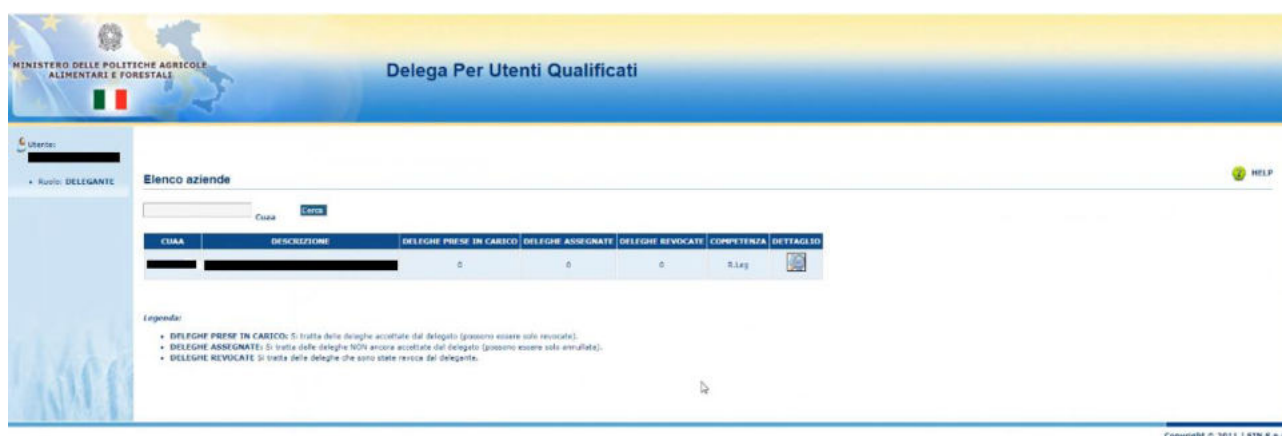 MINISTERO DELLE POLITICHE AGRICOLE
ALIMENTARI E FORESTALI
Delega Per Utenti Qualificati
Utente:
Ruolo: DELEGANTE
HELP
Elenco aziende
Cuaa Cerca
CUAA DESCRIZIONE DELEGHE PRESE IN CARICO DELEGHE ASSEGNATE DELEGHE REVOCATE COMPETENZA DETTAGLIO
0 0 0 R.Leg
Legenda:
DELEGHE PRESE IN CARICO: Si tratta delle deleghe accettate dal delegato (possono essere solo revocate).
DELEGHE ASSEGNATE: Si tratta delle deleghe NON ancora accettate dal delegato (possono essere solo annullate).
DELEGHE REVOCATE Si tratta delle deleghe che sono state revoca dal delegante.
Copyright © 2011 | SIN S.p.